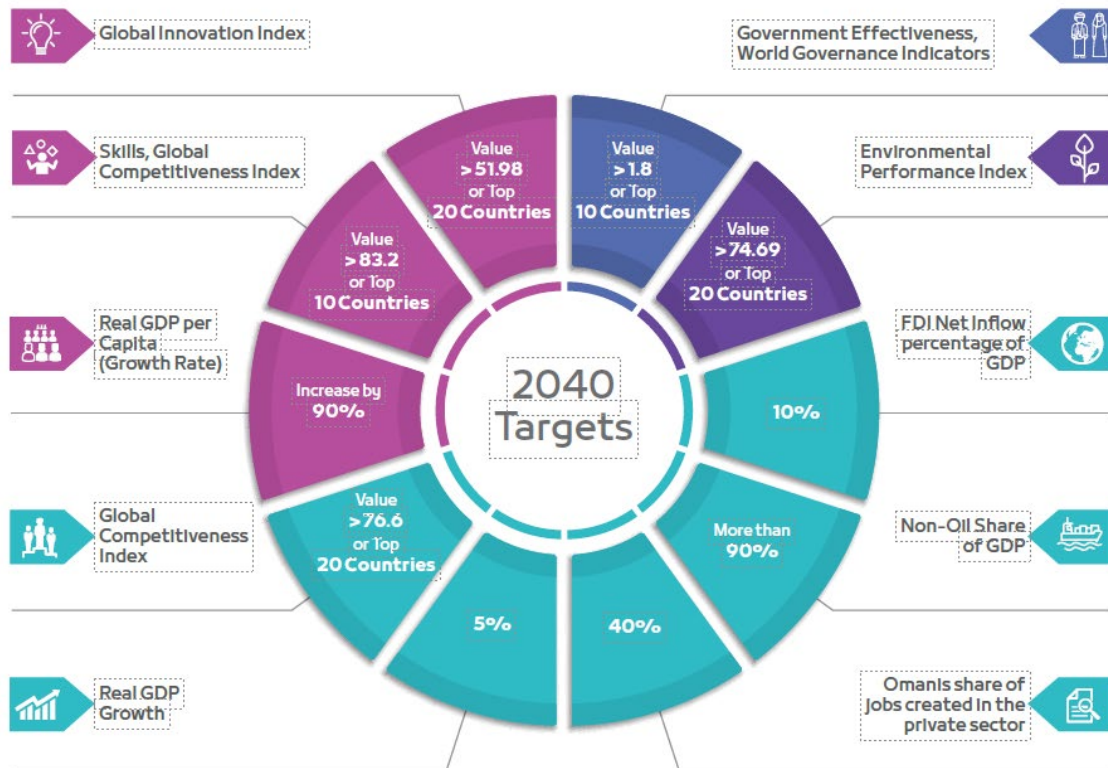 Global Innovation Index
Government Effectiveness,
World Governance Indicators
Skills, Global
Competitiveness Index
Environmental
Performance Index
Real GDP per
Capita
(Growth Rate)
FDI Net Inflow
percentage of
GDP
Global
Competitiveness
Index
Non-Oil Share
of GDP
Real GDP
Growth
Omanis share of
jobs created in the
private sector
Value
>51.98
or Top
20 Countries
Value
>1.8
or Top
10 Countries
Value
>83.2
or Top
10 Countries
Value
>74.69
or Top
20 Countries
Increase by
90%
2040
Targets
10%
Value
>76.6
or Top
20 Countries
More than
90%
5%
40%